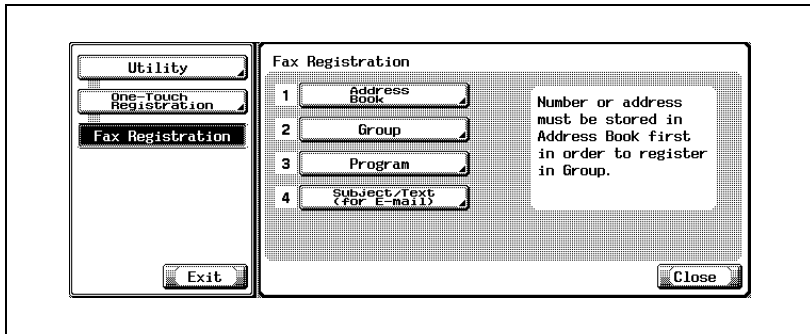 Utility
One-Touch
Registration
Fax Registration
Exit
Fax Registration
1 Address
Book
2 Group
3 Program
4 Subject/Text
(for E-mail)
Number or address
must be stored in
Address Book first
in order to register
in Group.
Close